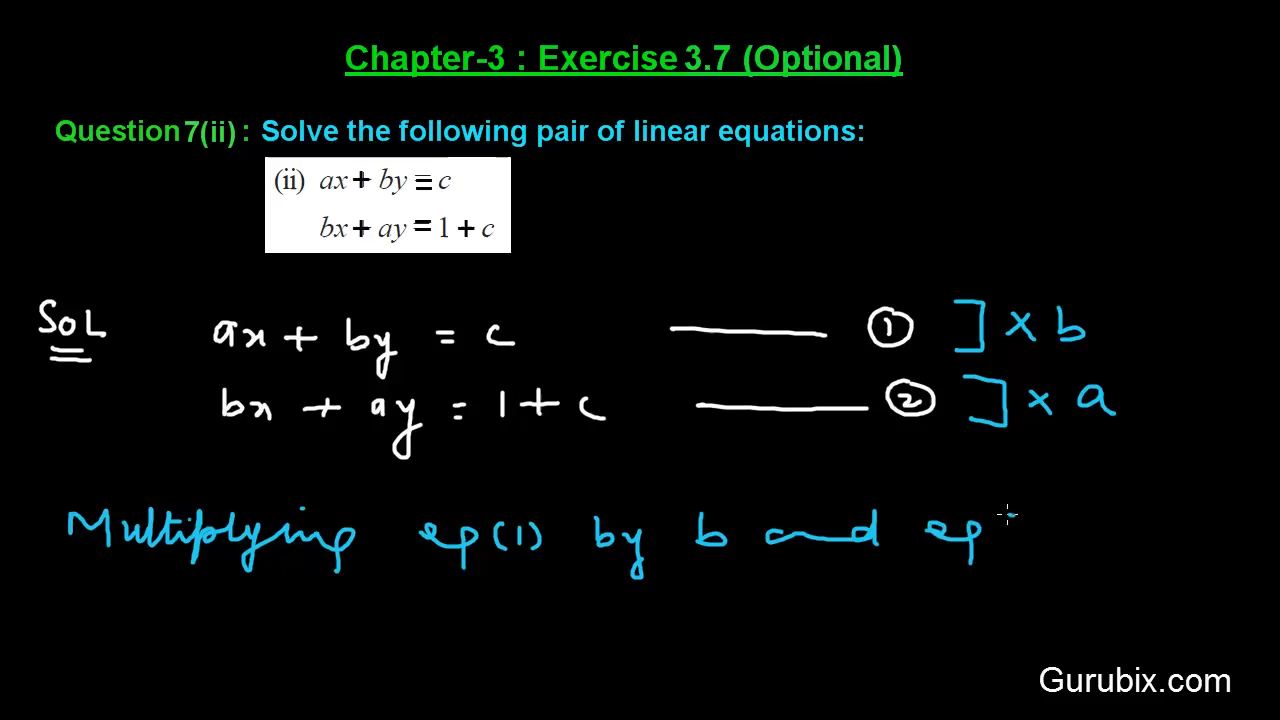 Chapter-3 : Exercise 3.7 (Optional)
Question 7(ii) : Solve the following pair of linear equations:
(ii) ax + by = c
bx + ay = 1 + c
SOL ax + by = c ——— ① ] × b
bx + ay = 1 + c ——— ② ] × a
Multiplying eq (1) by b and eq
Gurubix.com